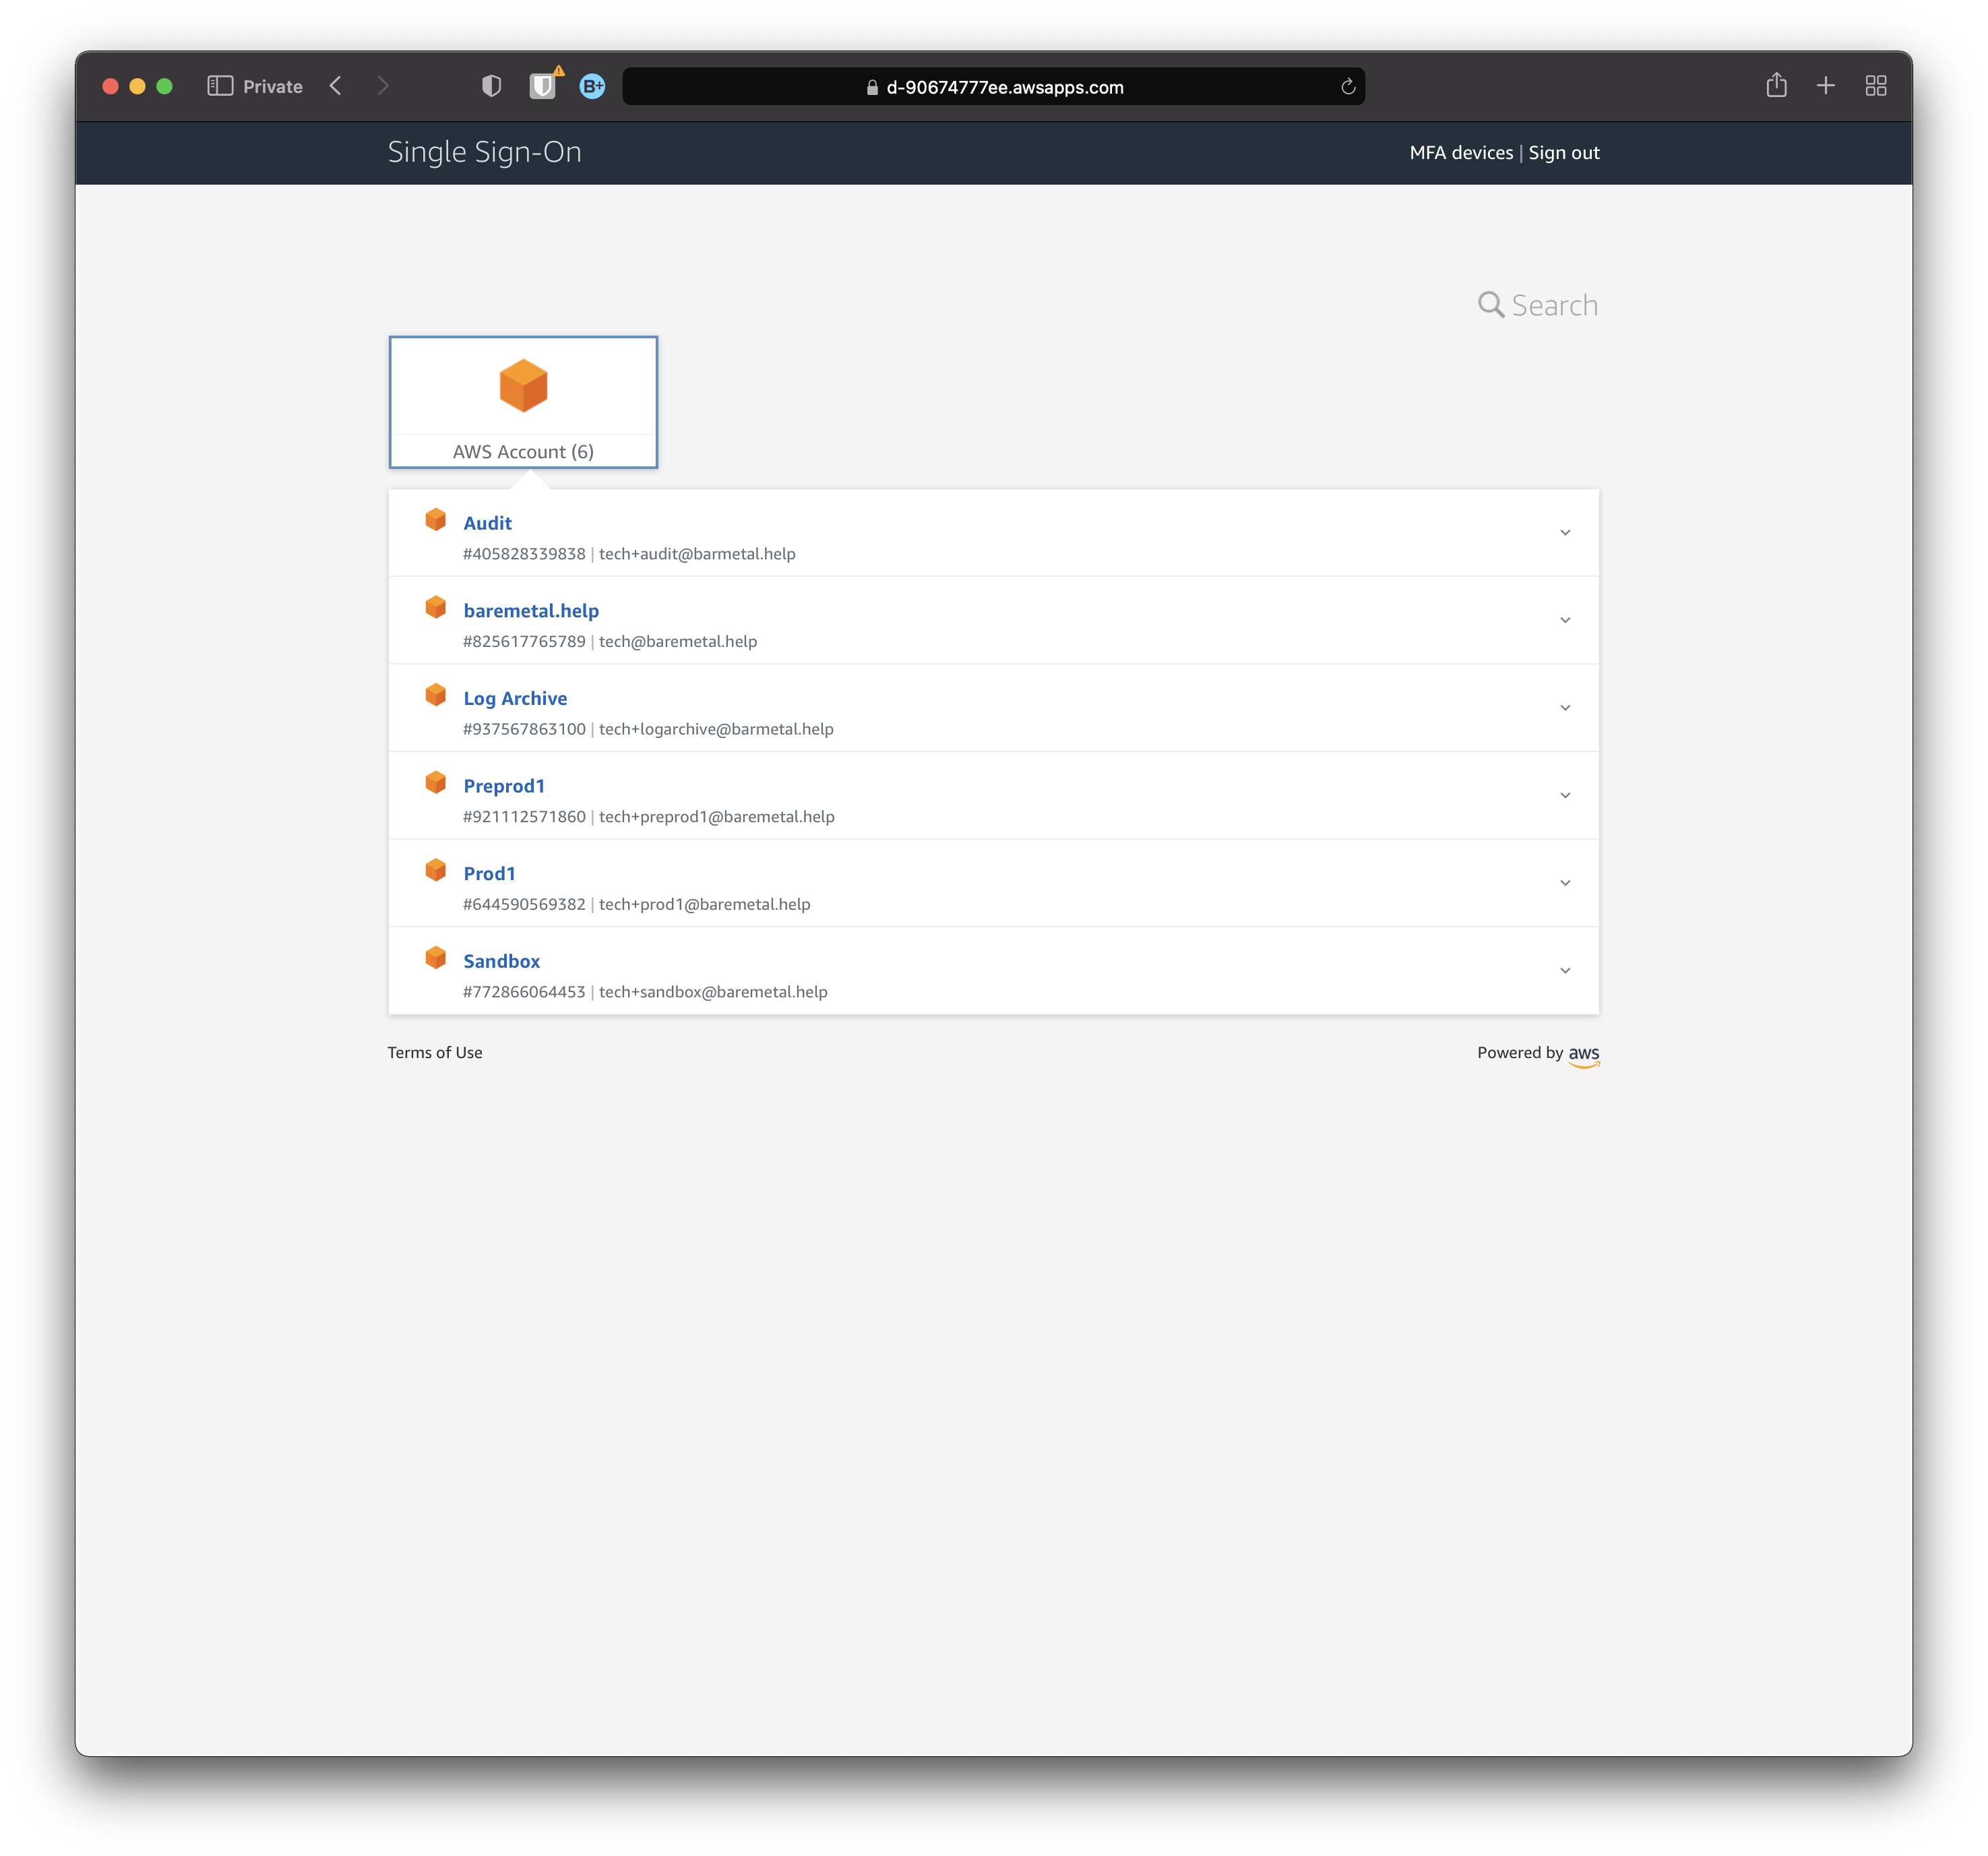 Private
B+
d-90674777ee.awsapps.com
Single Sign-On
MFA devices | Sign out
Search
AWS Account (6)
Audit
#405828339838 | tech+audit@barmetal.help
baremetal.help
#825617765789 | tech@baremetal.help
Log Archive
#937567863100 | tech+logarchive@barmetal.help
Preprod1
#921112571860 | tech+preprod1@baremetal.help
Prod1
#644590569382 | tech+prod1@baremetal.help
Sandbox
#772866064453 | tech+sandbox@baremetal.help
Terms of Use
Powered by aws